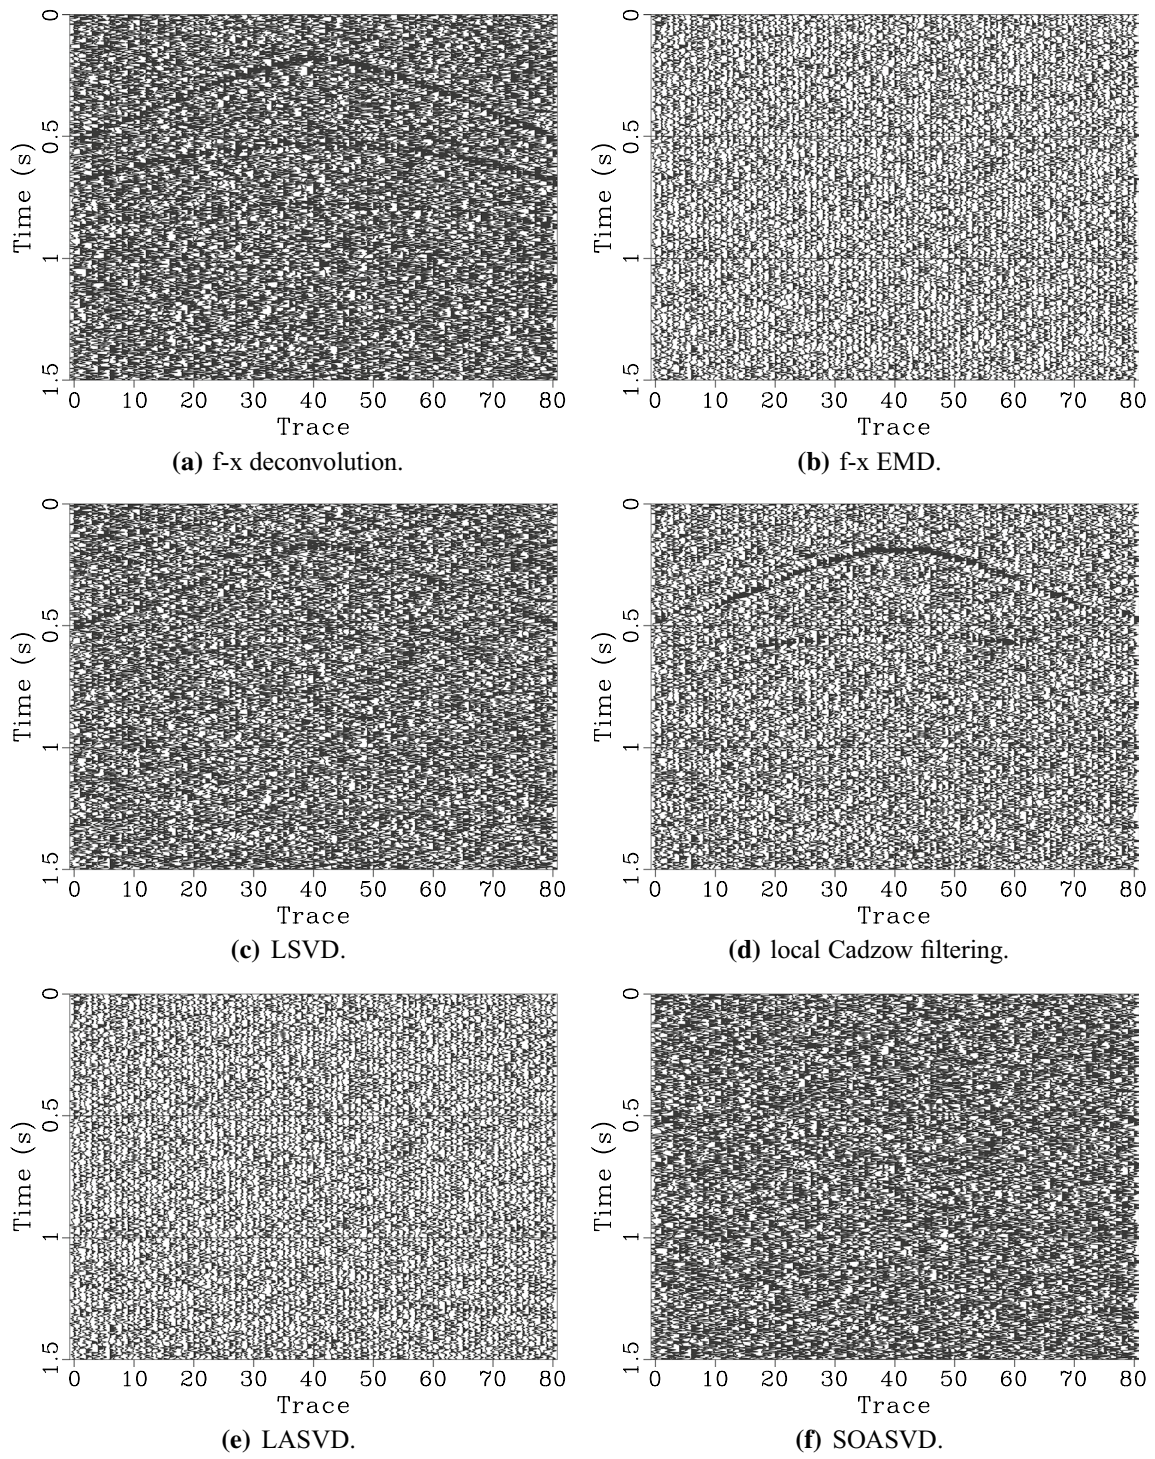 0
0.5
1
1.5
Time (s)
0 10 20 30 40 50 60 70 80
Trace
(a) f-x deconvolution.
0
0.5
1
1.5
Time (s)
0 10 20 30 40 50 60 70 80
Trace
(b) f-x EMD.
0
0.5
1
1.5
Time (s)
0 10 20 30 40 50 60 70 80
Trace
(c) LSVD.
0
0.5
1
1.5
Time (s)
0 10 20 30 40 50 60 70 80
Trace
(d) local Cadzow filtering.
0
0.5
1
1.5
Time (s)
0 10 20 30 40 50 60 70 80
Trace
(e) LASVD.
0
0.5
1
1.5
Time (s)
0 10 20 30 40 50 60 70 80
Trace
(f) SOASVD.